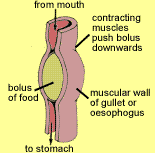 from mouth
contracting
muscles
push bolus
downwards
bolus
of food
muscular wall
of gullet or
oesophogus
to stomach